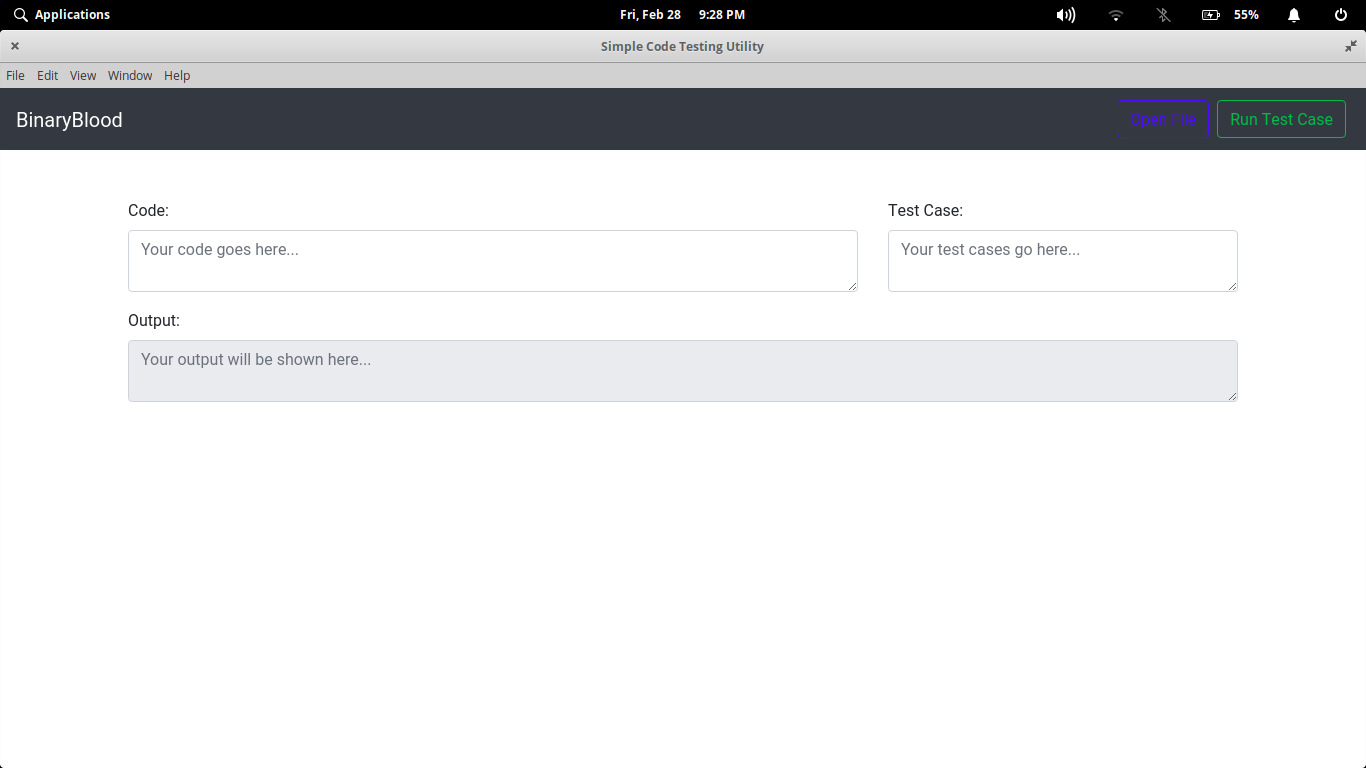 Applications Fri, Feb 28 9:28 PM 55%
Simple Code Testing Utility
File Edit View Window Help
BinaryBlood Open File Run Test Case
Code: Test Case:
Your code goes here... Your test cases go here...
Output:
Your output will be shown here...